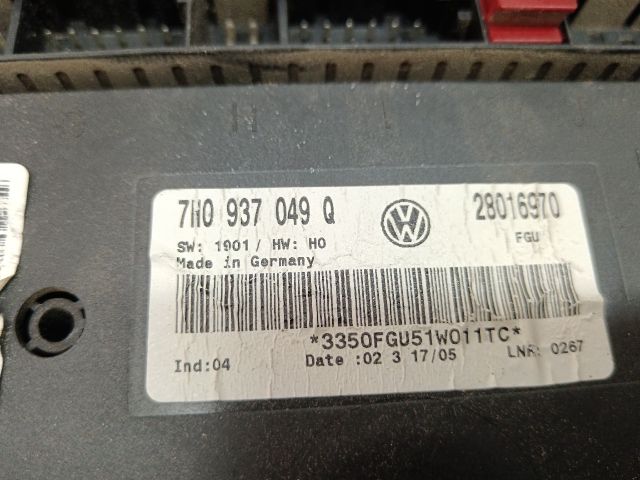 7H0 937 049 Q
28016970
SW: 1901/ HW: H0
FGU
Made in Germany
*3350FGU51W011TC*
Ind:04
Date :02 3 17/05
LNR: 0267